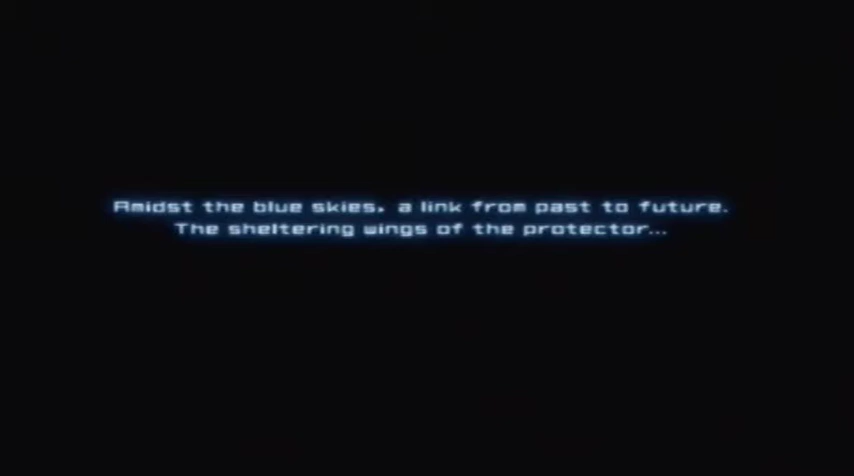 Amidst the blue skies, a link from past to future.
The sheltering wings of the protector...